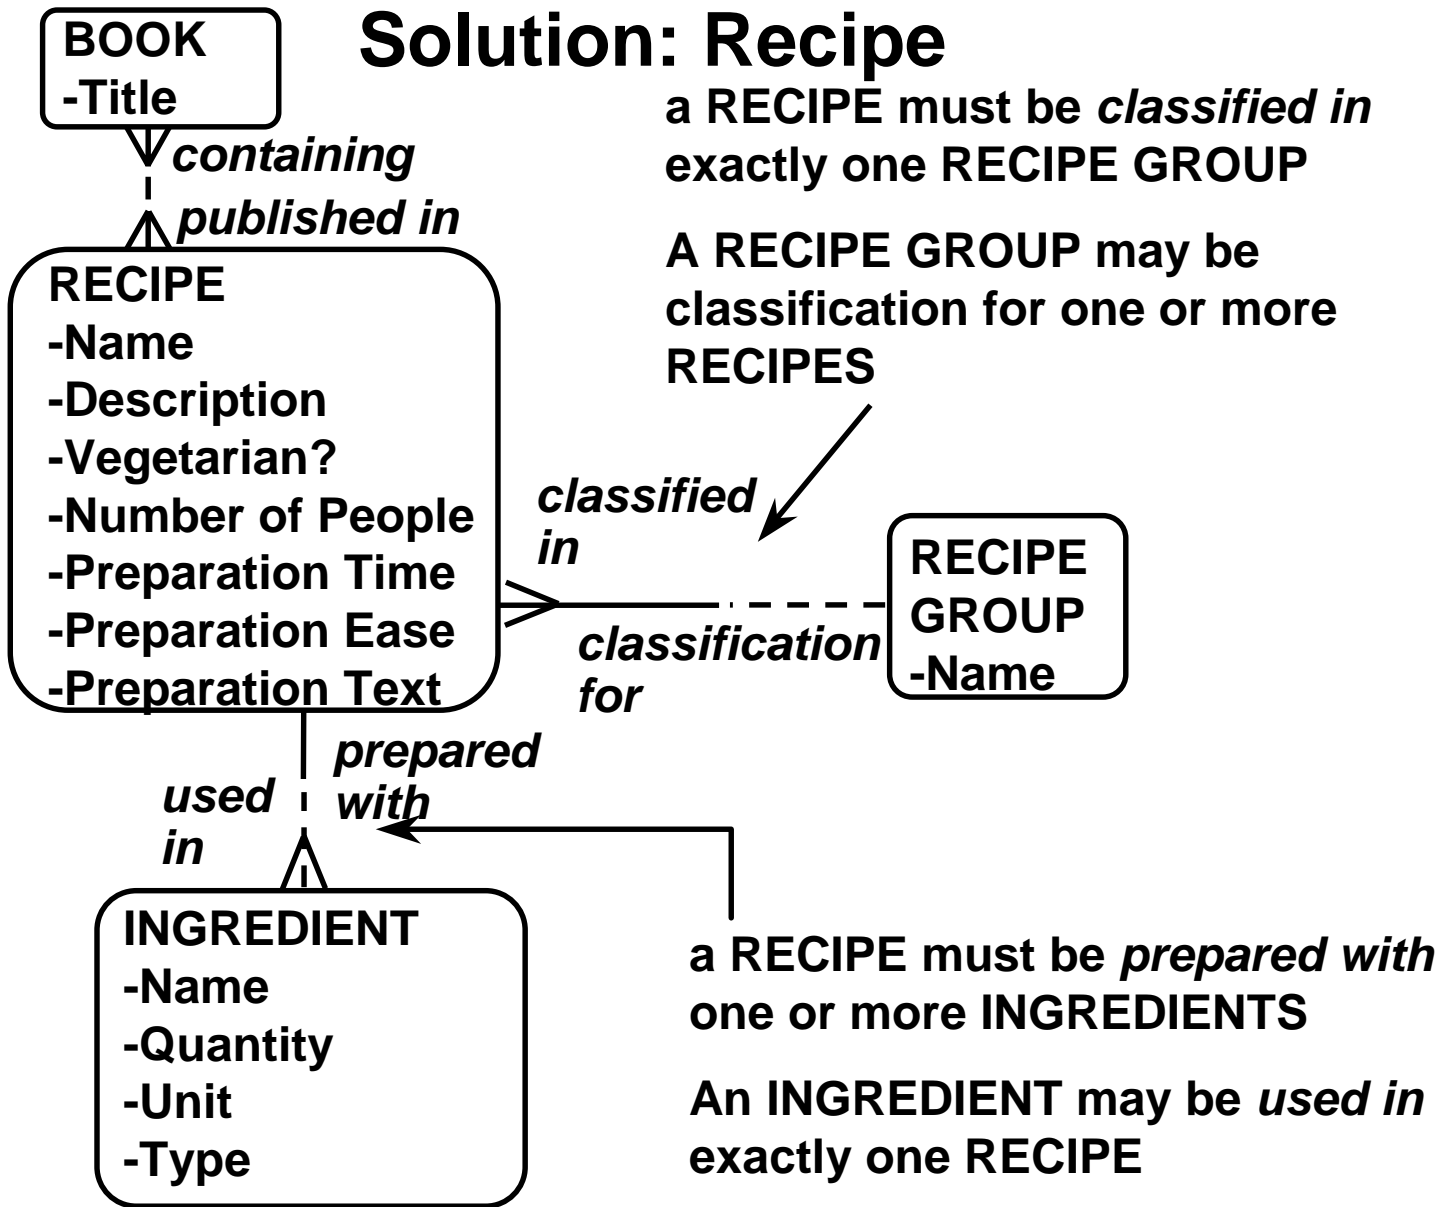 Solution: Recipe
BOOK
-Title
containing
published in
RECIPE
-Name
-Description
-Vegetarian?
-Number of People
-Preparation Time
-Preparation Ease
-Preparation Text
a RECIPE must be classified in
exactly one RECIPE GROUP
A RECIPE GROUP may be
classification for one or more
RECIPES
classified
in
classification
for
RECIPE
GROUP
-Name
prepared
with
used
in
INGREDIENT
-Name
-Quantity
-Unit
-Type
a RECIPE must be prepared with
one or more INGREDIENTS
An INGREDIENT may be used in
exactly one RECIPE